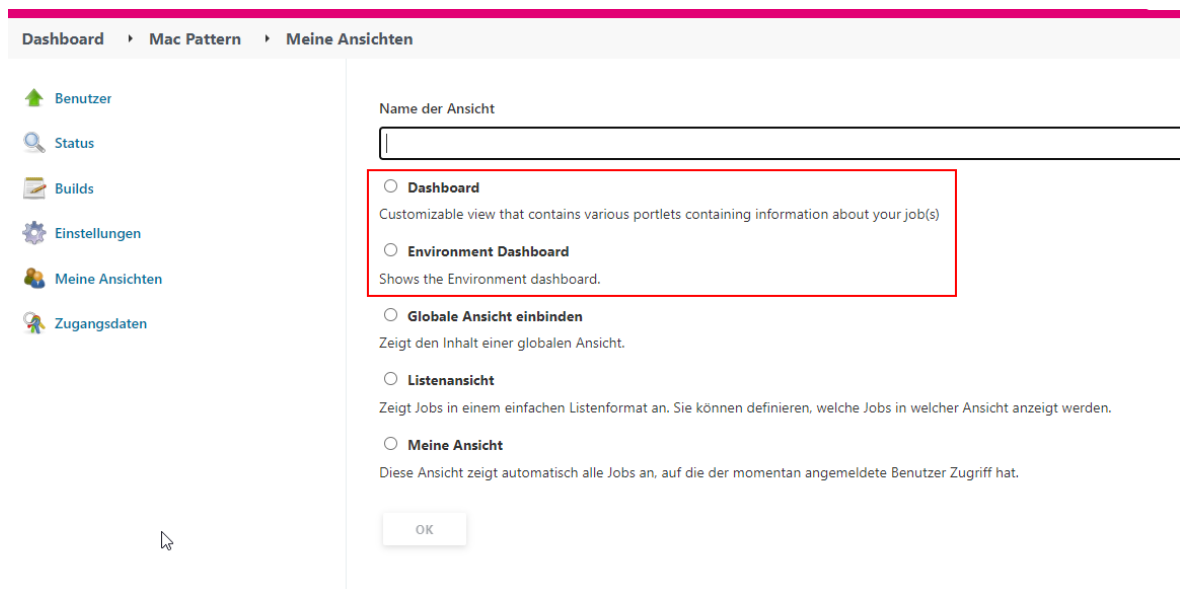 Dashboard Mac Pattern Meine Ansichten
Benutzer
Status
Builds
Einstellungen
Meine Ansichten
Zugangsdaten
Name der Ansicht
Dashboard
Customizable view that contains various portlets containing information about your job(s)
Environment Dashboard
Shows the Environment dashboard.
Globale Ansicht einbinden
Zeigt den Inhalt einer globalen Ansicht.
Listenansicht
Zeigt Jobs in einem einfachen Listenformat an. Sie können definieren, welche Jobs in welcher Ansicht anzeigt werden.
Meine Ansicht
Diese Ansicht zeigt automatisch alle Jobs an, auf die der momentan angemeldete Benutzer Zugriff hat.
OK